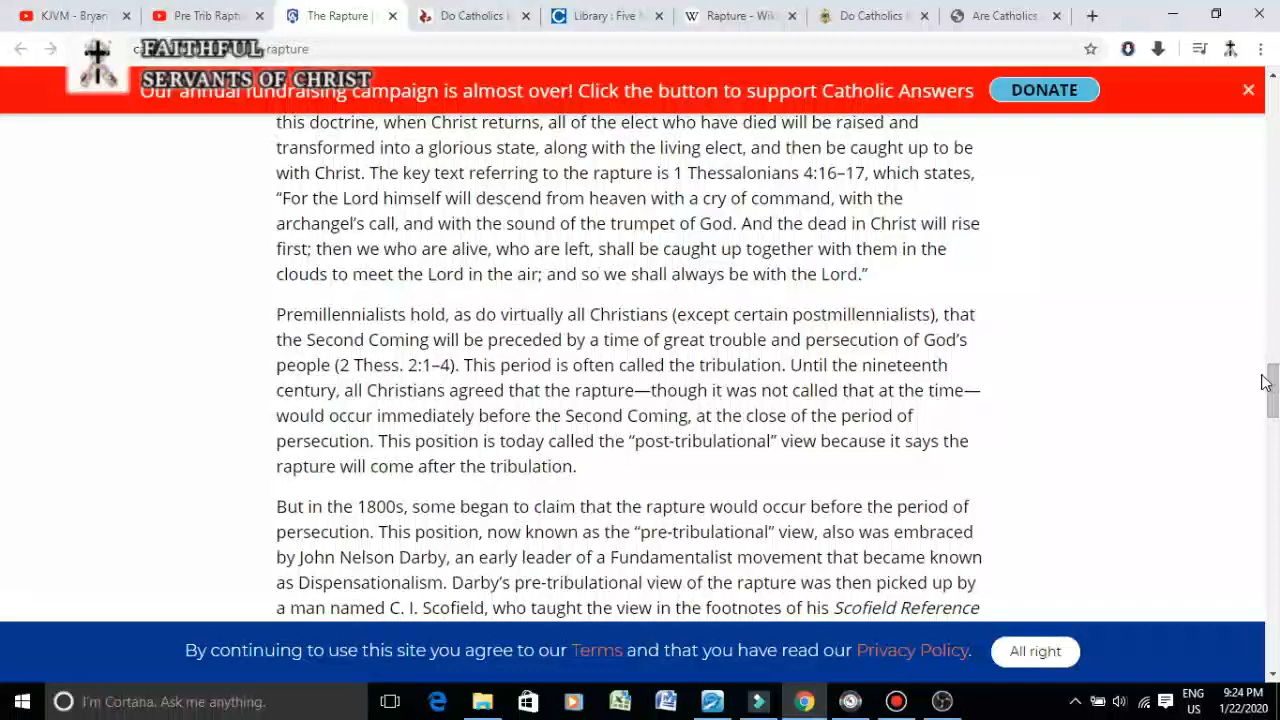 KJVM - Bryan
Pre Trib Raptu
The Rapture
Do Catholics
Library : Five M
Rapture - Wik
Do Catholics
Are Catholics
rapture
FAITHFUL
SERVANTS OF CHRIST
Our annual fundraising campaign is almost over! Click the button to support Catholic Answers
DONATE
this doctrine, when Christ returns, all of the elect who have died will be raised and
transformed into a glorious state, along with the living elect, and then be caught up to be
with Christ. The key text referring to the rapture is 1 Thessalonians 4:16–17, which states,
“For the Lord himself will descend from heaven with a cry of command, with the
archangel’s call, and with the sound of the trumpet of God. And the dead in Christ will rise
first; then we who are alive, who are left, shall be caught up together with them in the
clouds to meet the Lord in the air; and so we shall always be with the Lord.”
Premillennialists hold, as do virtually all Christians (except certain postmillennialists), that
the Second Coming will be preceded by a time of great trouble and persecution of God’s
people (2 Thess. 2:1–4). This period is often called the tribulation. Until the nineteenth
century, all Christians agreed that the rapture—though it was not called that at the time—
would occur immediately before the Second Coming, at the close of the period of
persecution. This position is today called the “post-tribulational” view because it says the
rapture will come after the tribulation.
But in the 1800s, some began to claim that the rapture would occur before the period of
persecution. This position, now known as the “pre-tribulational” view, also was embraced
by John Nelson Darby, an early leader of a Fundamentalist movement that became known
as Dispensationalism. Darby’s pre-tribulational view of the rapture was then picked up by
a man named C. I. Scofield, who taught the view in the footnotes of his Scofield Reference
By continuing to use this site you agree to our Terms and that you have read our Privacy Policy.
All right
I'm Cortana. Ask me anything.
ENG
US
9:24 PM
1/22/2020